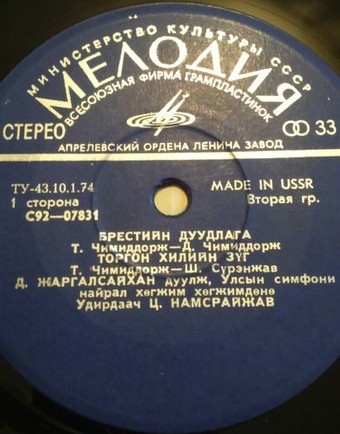 МИНИСТЕРСТВО КУЛЬТУРЫ СССР
МЕЛОДИЯ
ВСЕСОЮЗНАЯ ФИРМА ГРАМПЛАСТИНОК
СТЕРЕО 33
АПРЕЛЕВСКИЙ ОРДЕНА ЛЕНИНА ЗАВОД
ТУ-43.10.1.74 MADE IN USSR
1 сторона Вторая гр.
С92—07831
БРЕСТИЙН ДУУДЛАГА
Т. Чимиддорж—Д. Чимиддорж
ТОРГОН ХИЛИЙН ЗҮГ
Т. Чимиддорж—Ш. Сүрэнжав
Д. ЖАРГАЛСАЙХАН дуулж, Улсын симфони
найрал хөгжим хөгжимдөнө
Удирдаач Ц. НАМСРАЙЖАВ